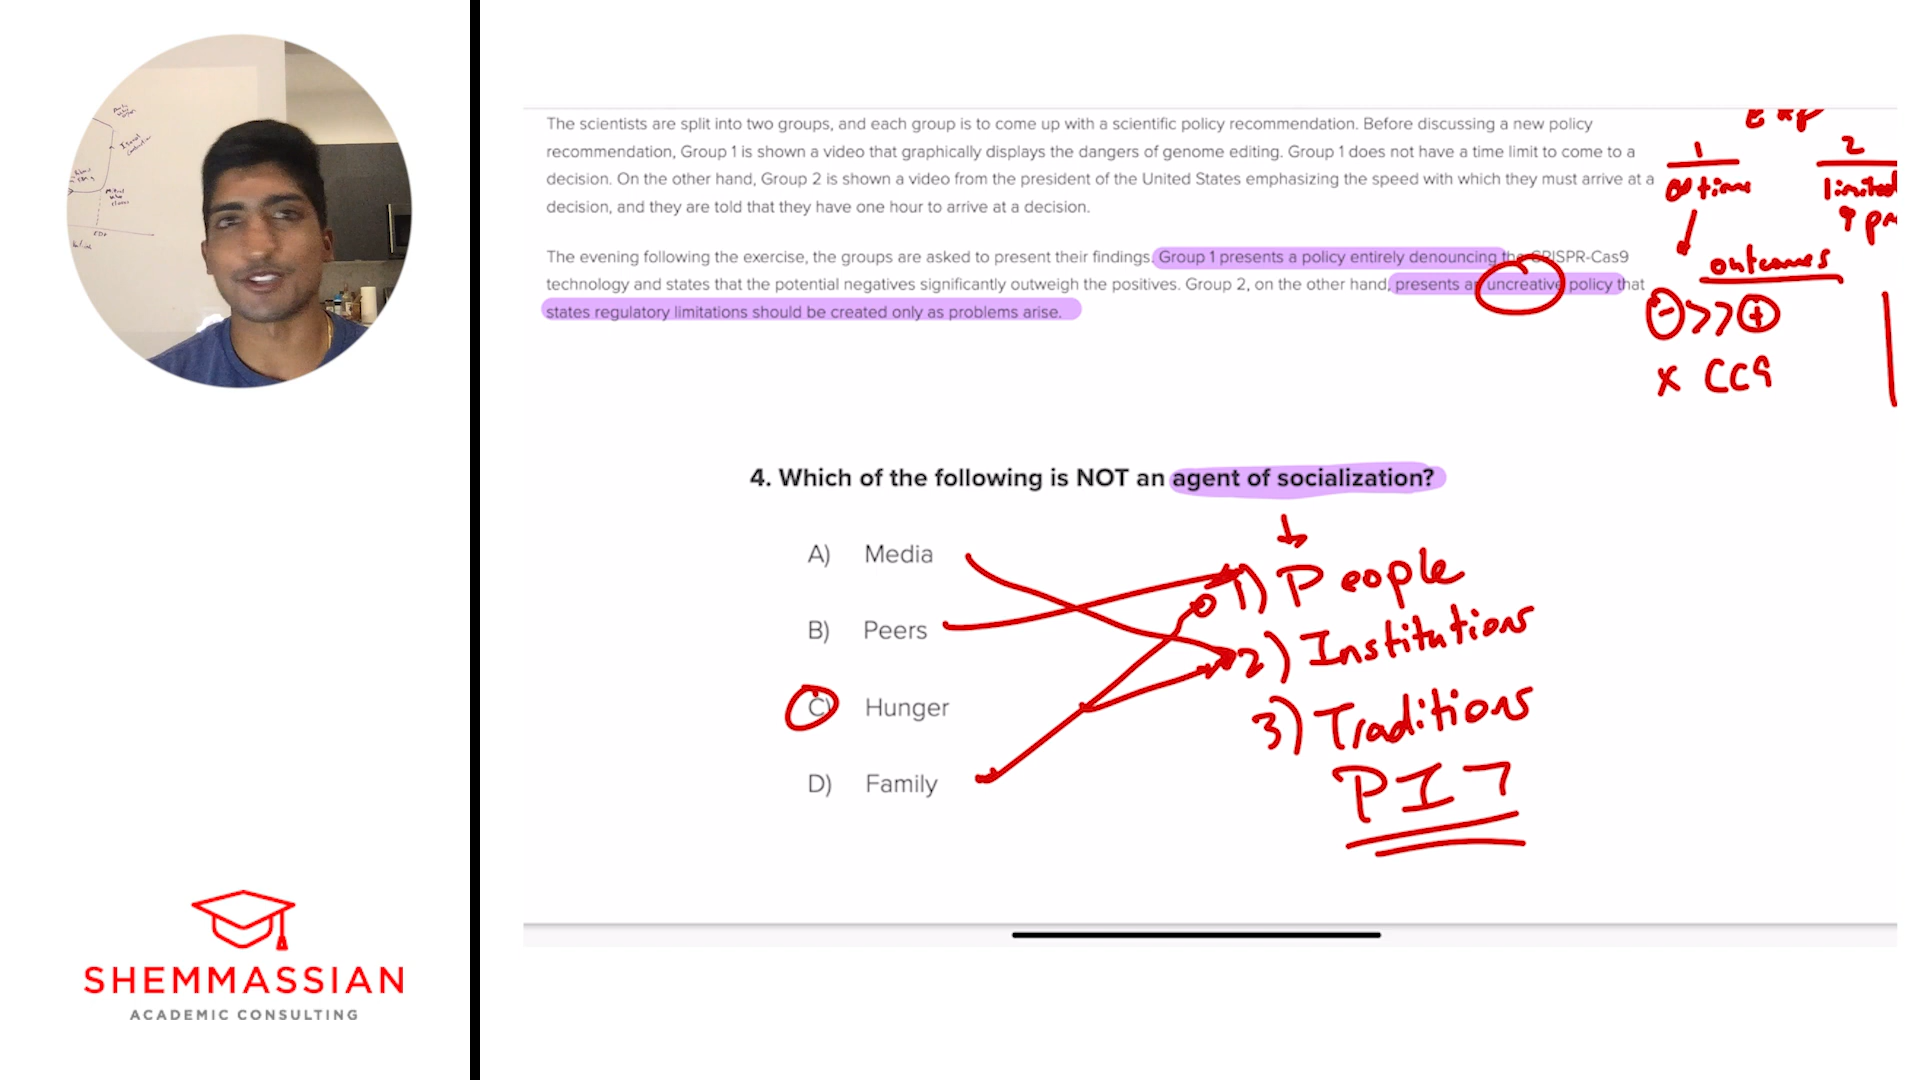 The scientists are split into two groups, and each group is to come up with a scientific policy recommendation. Before discussing a new policy
recommendation, Group 1 is shown a video that graphically displays the dangers of genome editing. Group 1 does not have a time limit to come to a
decision. On the other hand, Group 2 is shown a video from the president of the United States emphasizing the speed with which they must arrive at a
decision, and they are told that they have one hour to arrive at a decision.
The evening following the exercise, the groups are asked to present their findings. Group 1 presents a policy entirely denouncing the CRISPR-Cas9
technology and states that the potential negatives significantly outweigh the positives. Group 2, on the other hand, presents an uncreative policy that
states regulatory limitations should be created only as problems arise.
1
2
∞ time
limited
outcomes
- >> +
x CC9
4. Which of the following is NOT an agent of socialization?
A) Media
B) Peers
C) Hunger
D) Family
1) People
2) Institutions
3) Traditions
PIT
SHEMMASSIAN
ACADEMIC CONSULTING